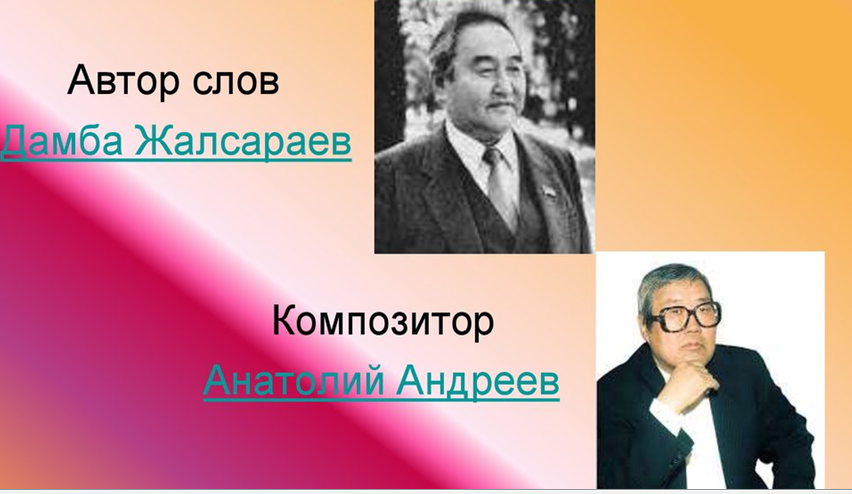 Автор слов
Дамба Жалсараев
Композитор
Анатолий Андреев